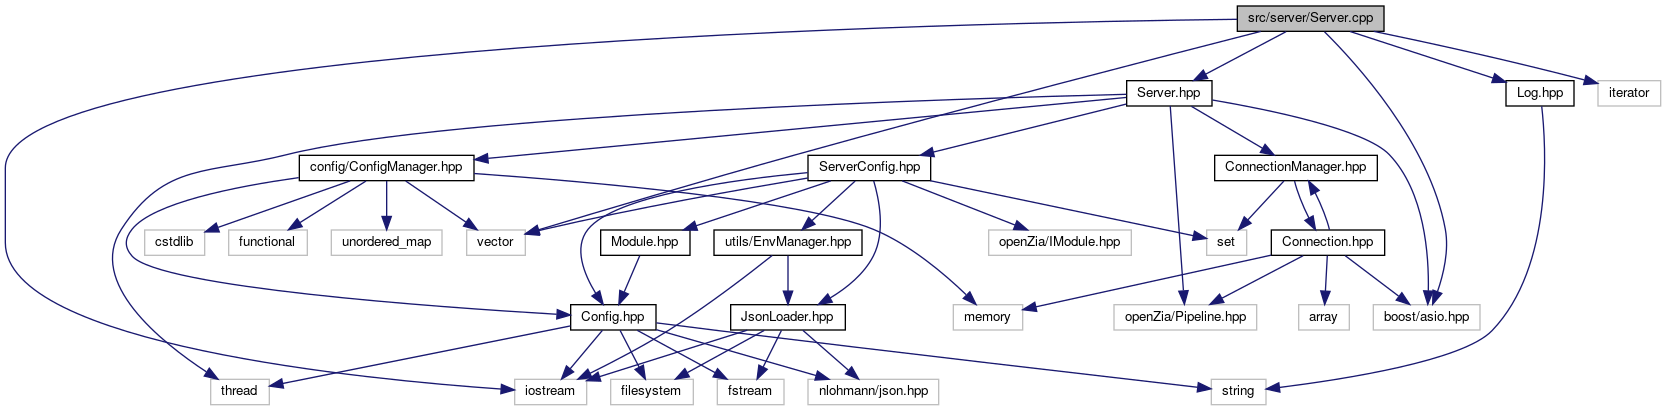 src/server/Server.cpp
Server.hpp
Log.hpp
iterator
config/ConfigManager.hpp
ServerConfig.hpp
ConnectionManager.hpp
cstdlib
functional
unordered_map
vector
Module.hpp
utils/EnvManager.hpp
openZia/IModule.hpp
set
Connection.hpp
Config.hpp
JsonLoader.hpp
memory
openZia/Pipeline.hpp
array
boost/asio.hpp
thread
iostream
filesystem
fstream
nlohmann/json.hpp
string